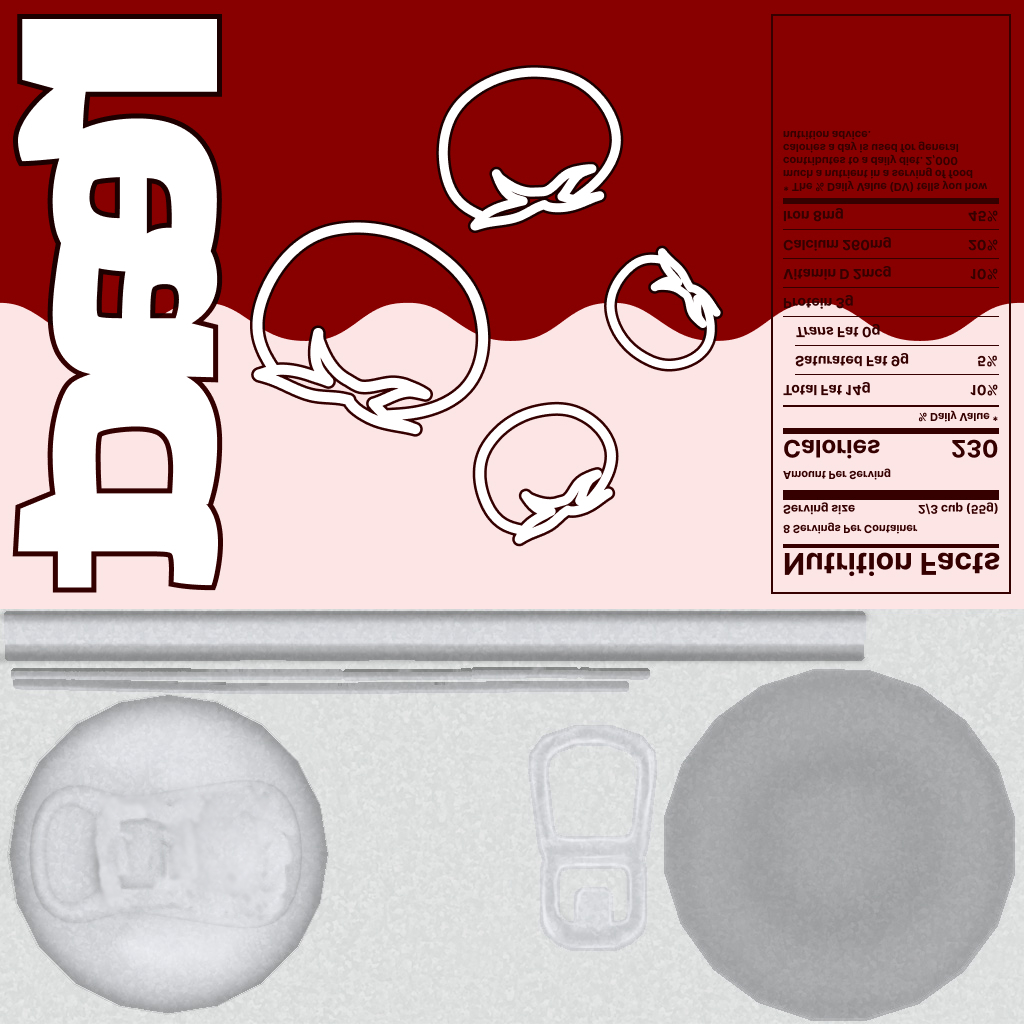 Nutrition Facts
8 Servings Per Container
Serving size 2/3 cup (55g)
Amount Per Serving
Calories 230
% Daily Value *
Total Fat 14g 10%
Saturated Fat 9g 5%
Trans Fat 0g
Protein 3g
Vitamin D 2mcg 10%
Calcium 260mg 20%
Iron 8mg 45%
* The % Daily Value (DV) tells you how
much a nutrient in a serving of food
contributes to a daily diet. 2 000
calories a day is used for general
nutrition advice.